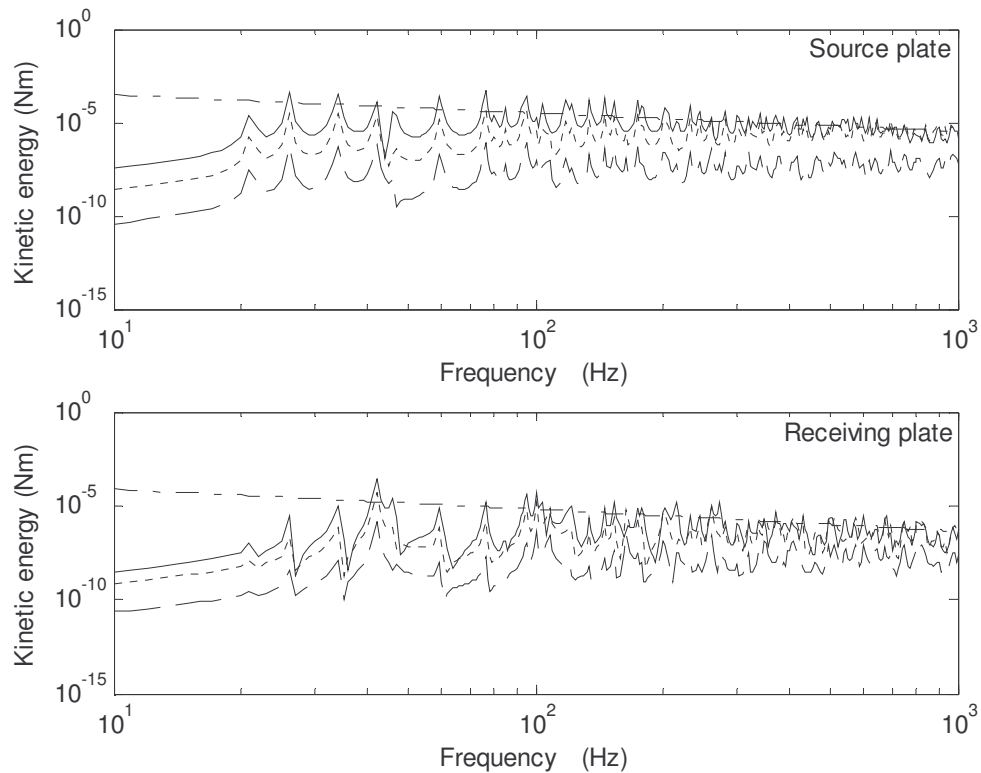 Source plate
Kinetic energy (Nm)
10^0
10^-5
10^-10
10^-15
10^1
10^2
10^3
Frequency (Hz)
Receiving plate
Kinetic energy (Nm)
10^0
10^-5
10^-10
10^-15
10^1
10^2
10^3
Frequency (Hz)